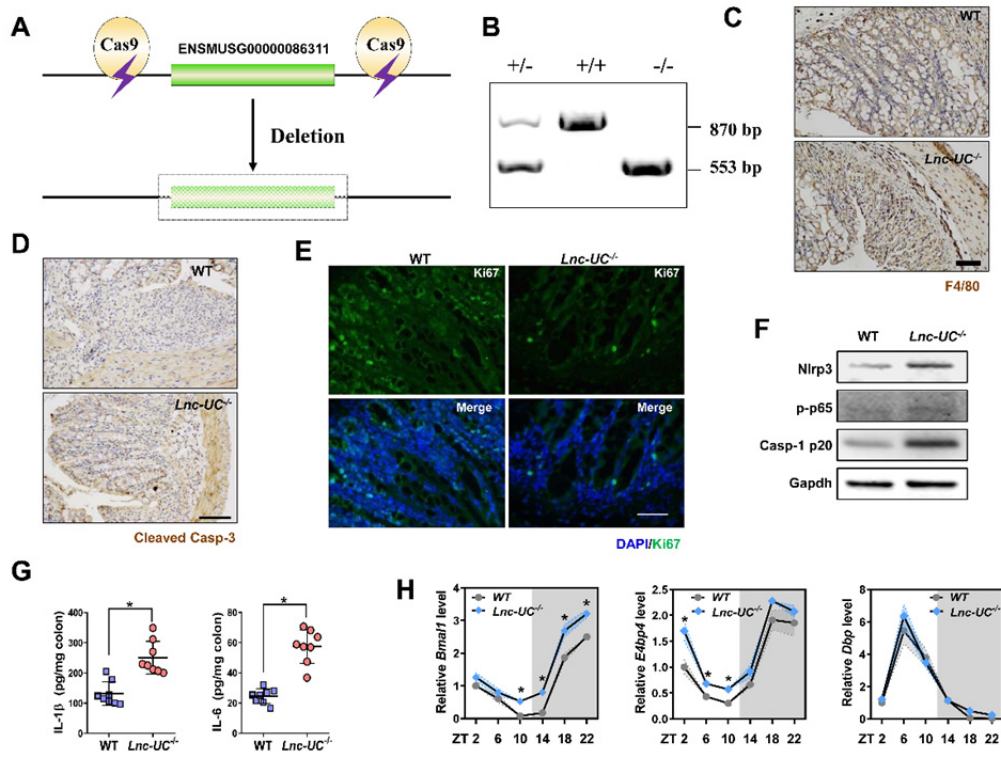 A
Cas9
ENSMUSG00000086311
Cas9
Deletion
B
+/-
+/+
-/-
870 bp
553 bp
C
WT
Lnc-UC-/-
F4/80
D
WT
Lnc-UC-/-
Cleaved Casp-3
E
WT
Lnc-UC-/-
Ki67
Ki67
Merge
Merge
DAPI/Ki67
F
WT
Lnc-UC-/-
Nlrp3
p-p65
Casp-1 p20
Gapdh
G
IL-1β (pg/mg colon)
400
300
200
100
0
*
WT
Lnc-UC-/-
IL-6 (pg/mg colon)
80
60
40
20
0
*
WT
Lnc-UC-/-
H
Relative Bmal1 level
4
3
2
1
0
WT
Lnc-UC-/-
* * * *
ZT 2 6 10 14 18 22
Relative E4bp4 level
2.5
2.0
1.5
1.0
0.5
0.0
WT
Lnc-UC-/-
* * *
ZT 2 6 10 14 18 22
Relative Dbp level
8
6
4
2
0
WT
Lnc-UC-/-
ZT 2 6 10 14 18 22